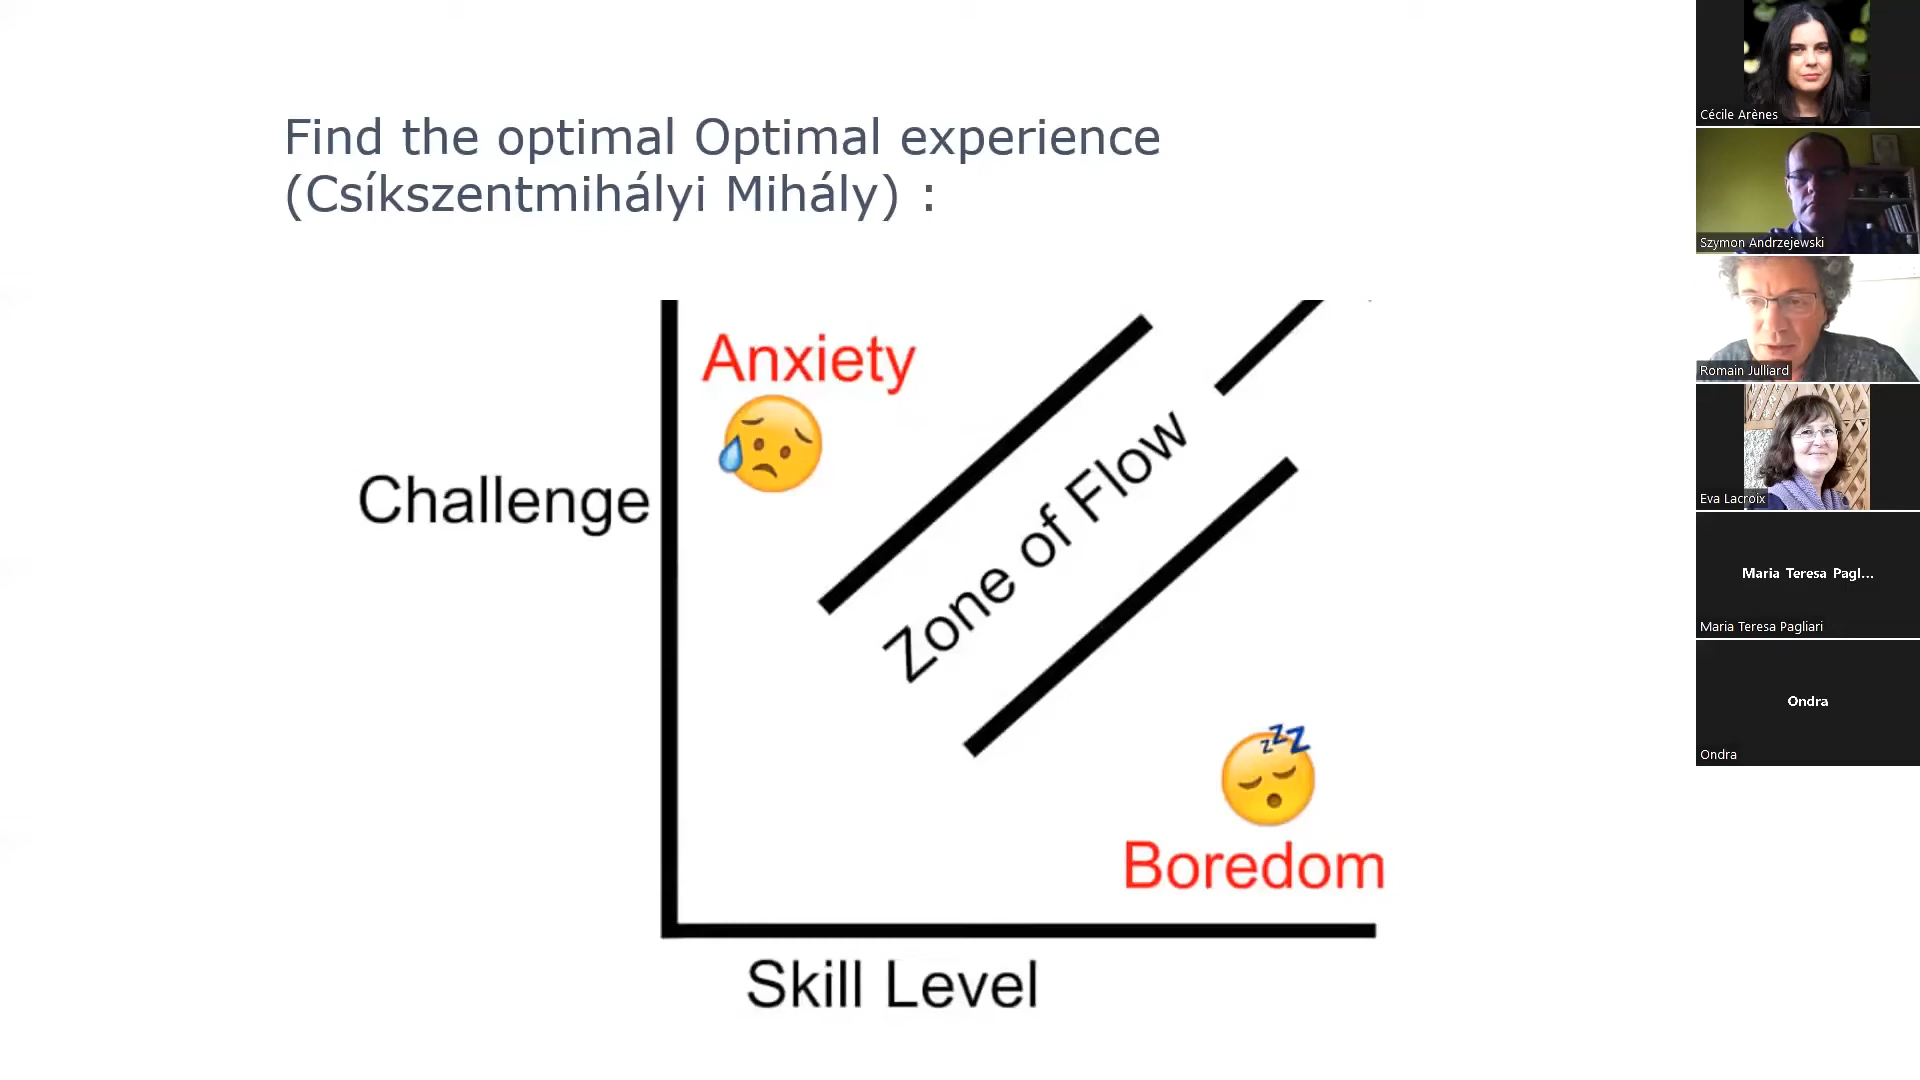 Find the optimal Optimal experience
(Csíkszentmihályi Mihály) :
Anxiety
Challenge
Zone of Flow
zzz
Boredom
Skill Level
Cécile Arènes
Szymon Andrzejewski
Romain Julliard
Eva Lacroix
Maria Teresa Pagl...
Maria Teresa Pagliari
Ondra
Ondra